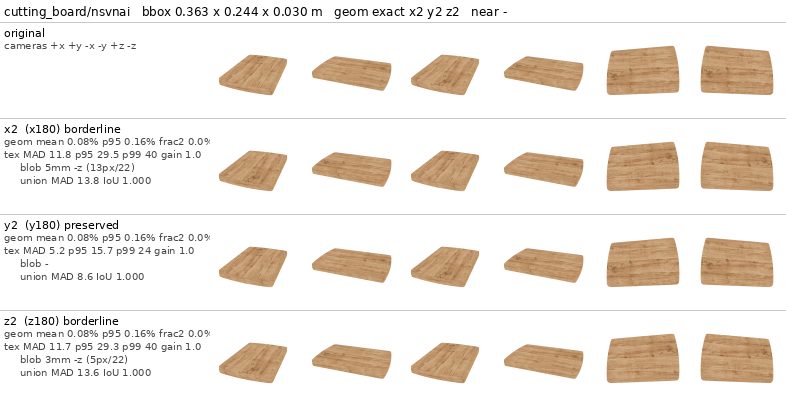 cutting_board/nsvnai bbox 0.363 x 0.244 x 0.030 m geom exact x2 y2 z2 near -
original
cameras +x +y -x -y +z -z
x2 (x180) borderline
geom mean 0.08% p95 0.16% frac2 0.0%
tex MAD 11.8 p95 29.5 p99 40 gain 1.0
blob 5mm -z (13px/22)
union MAD 13.8 IoU 1.000
y2 (y180) preserved
geom mean 0.08% p95 0.16% frac2 0.0%
tex MAD 5.2 p95 15.7 p99 24 gain 1.0
blob -
union MAD 8.6 IoU 1.000
z2 (z180) borderline
geom mean 0.08% p95 0.16% frac2 0.0%
tex MAD 11.7 p95 29.3 p99 40 gain 1.0
blob 3mm -z (5px/22)
union MAD 13.6 IoU 1.000